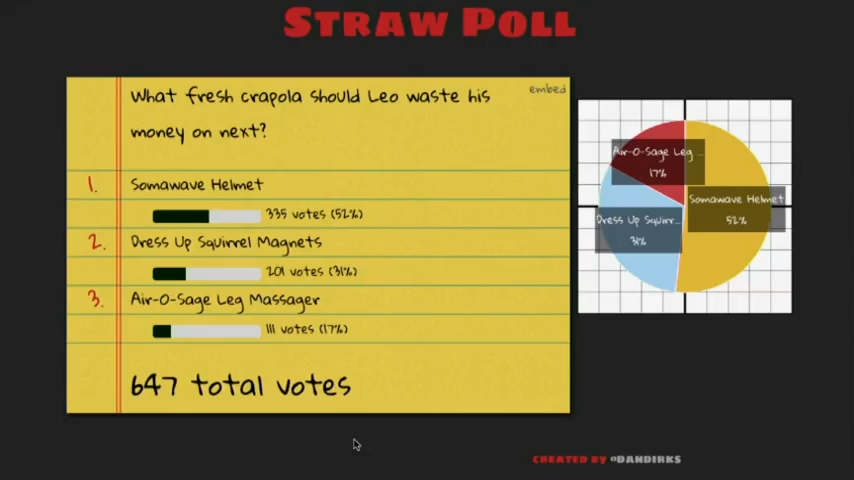 STRAW POLL
What fresh crapola should Leo waste his
money on next?
embed
1. Somawave Helmet
335 votes (52%)
2. Dress Up Squirrel Magnets
201 votes (31%)
3. Air-O-Sage Leg Massager
111 votes (17%)
647 total votes
Air-O-Sage Leg ...
17%
Somawave Helmet
52%
Dress Up Squirr...
31%
CREATED BY @DANDIRKS